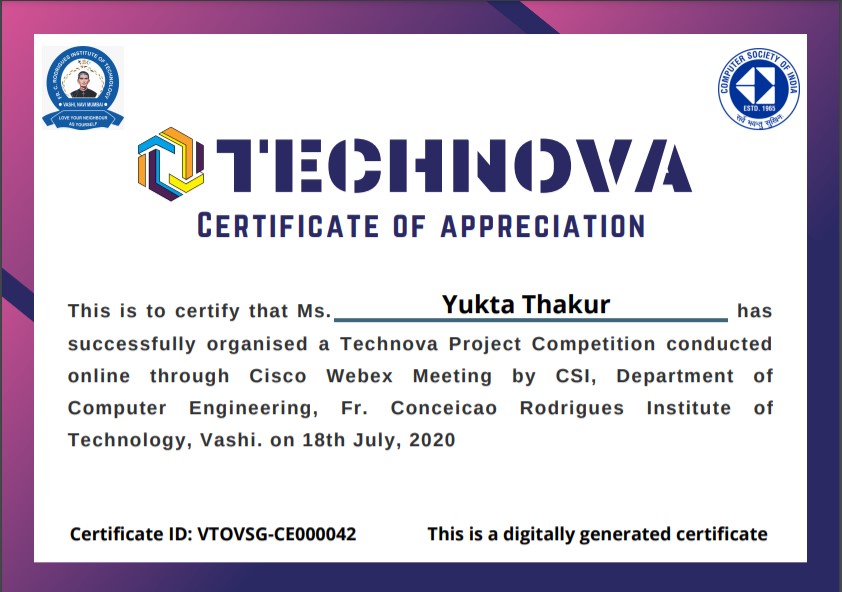 FR. C. RODRIGUES INSTITUTE OF TECHNOLOGY
VASHI, NAVI MUMBAI
LOVE YOUR NEIGHBOUR
AS YOURSELF
COMPUTER SOCIETY OF INDIA
ESTD. 1965
सर्वे भवन्तु सुखिनः
TECHNOVA
CERTIFICATE OF APPRECIATION
This is to certify that Ms. Yukta Thakur has
successfully organised a Technova Project Competition conducted
online through Cisco Webex Meeting by CSI, Department of
Computer Engineering, Fr. Conceicao Rodrigues Institute of
Technology, Vashi. on 18th July, 2020
Certificate ID: VTOVSG-CE000042
This is a digitally generated certificate